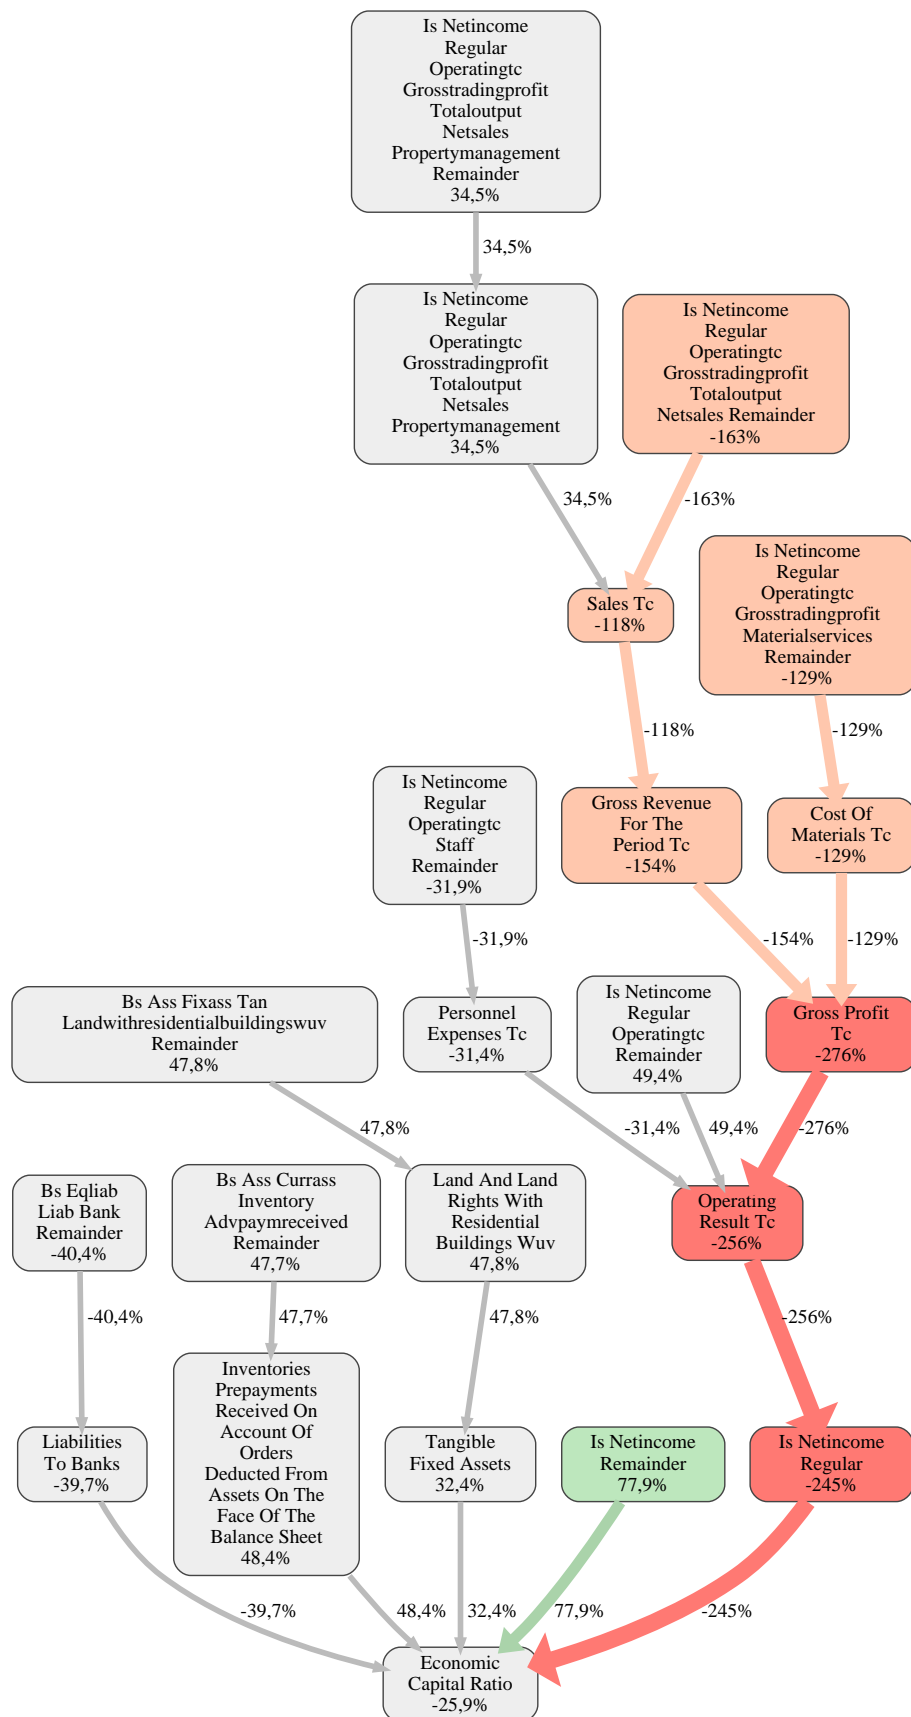 Is Netincome
Regular
Operatingtc
Grosstradingprofit
Totaloutput
Netsales
Propertymanagement
Remainder
34,5%
34,5%
Is Netincome
Regular
Operatingtc
Grosstradingprofit
Totaloutput
Netsales
Propertymanagement
34,5%
Is Netincome
Regular
Operatingtc
Grosstradingprofit
Totaloutput
Netsales Remainder
-163%
34,5%
-163%
Is Netincome
Regular
Operatingtc
Grosstradingprofit
Materialservices
Remainder
-129%
Sales Tc
-118%
-118%
-129%
Is Netincome
Regular
Operatingtc
Staff
Remainder
-31,9%
Gross Revenue
For The
Period Tc
-154%
Cost Of
Materials Tc
-129%
-31,9%
-154%
-129%
Bs Ass Fixass Tan
Landwithresidentialbuildingswuv
Remainder
47,8%
Personnel
Expenses Tc
-31,4%
Is Netincome
Regular
Operatingtc
Remainder
49,4%
Gross Profit
Tc
-276%
47,8%
-31,4%
49,4%
-276%
Bs Eqliab
Liab Bank
Remainder
-40,4%
Bs Ass Currass
Inventory
Advpaymreceived
Remainder
47,7%
Land And Land
Rights With
Residential
Buildings Wuv
47,8%
Operating
Result Tc
-256%
-40,4%
47,7%
47,8%
-256%
Liabilities
To Banks
-39,7%
Inventories
Prepayments
Received On
Account Of
Orders
Deducted From
Assets On The
Face Of The
Balance Sheet
48,4%
Tangible
Fixed Assets
32,4%
Is Netincome
Remainder
77,9%
Is Netincome
Regular
-245%
-39,7%
48,4%
32,4%
77,9%
-245%
Economic
Capital Ratio
-25,9%